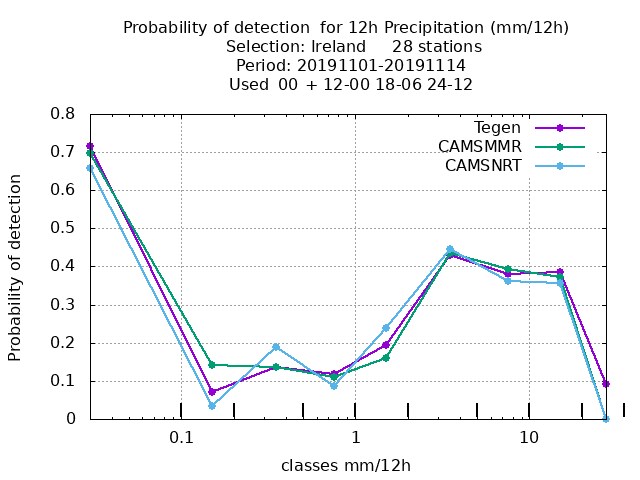 Probability of detection  for 12h Precipitation (mm/12h)
Selection: Ireland     28 stations
Period: 20191101-20191114
Used  00  + 12-00 18-06 24-12
Tegen
CAMSMMR
CAMSNRT
0.8
0.7
0.6
0.5
0.4
0.3
0.2
0.1
0
Probability of detection
0.1
1
10
classes mm/12h